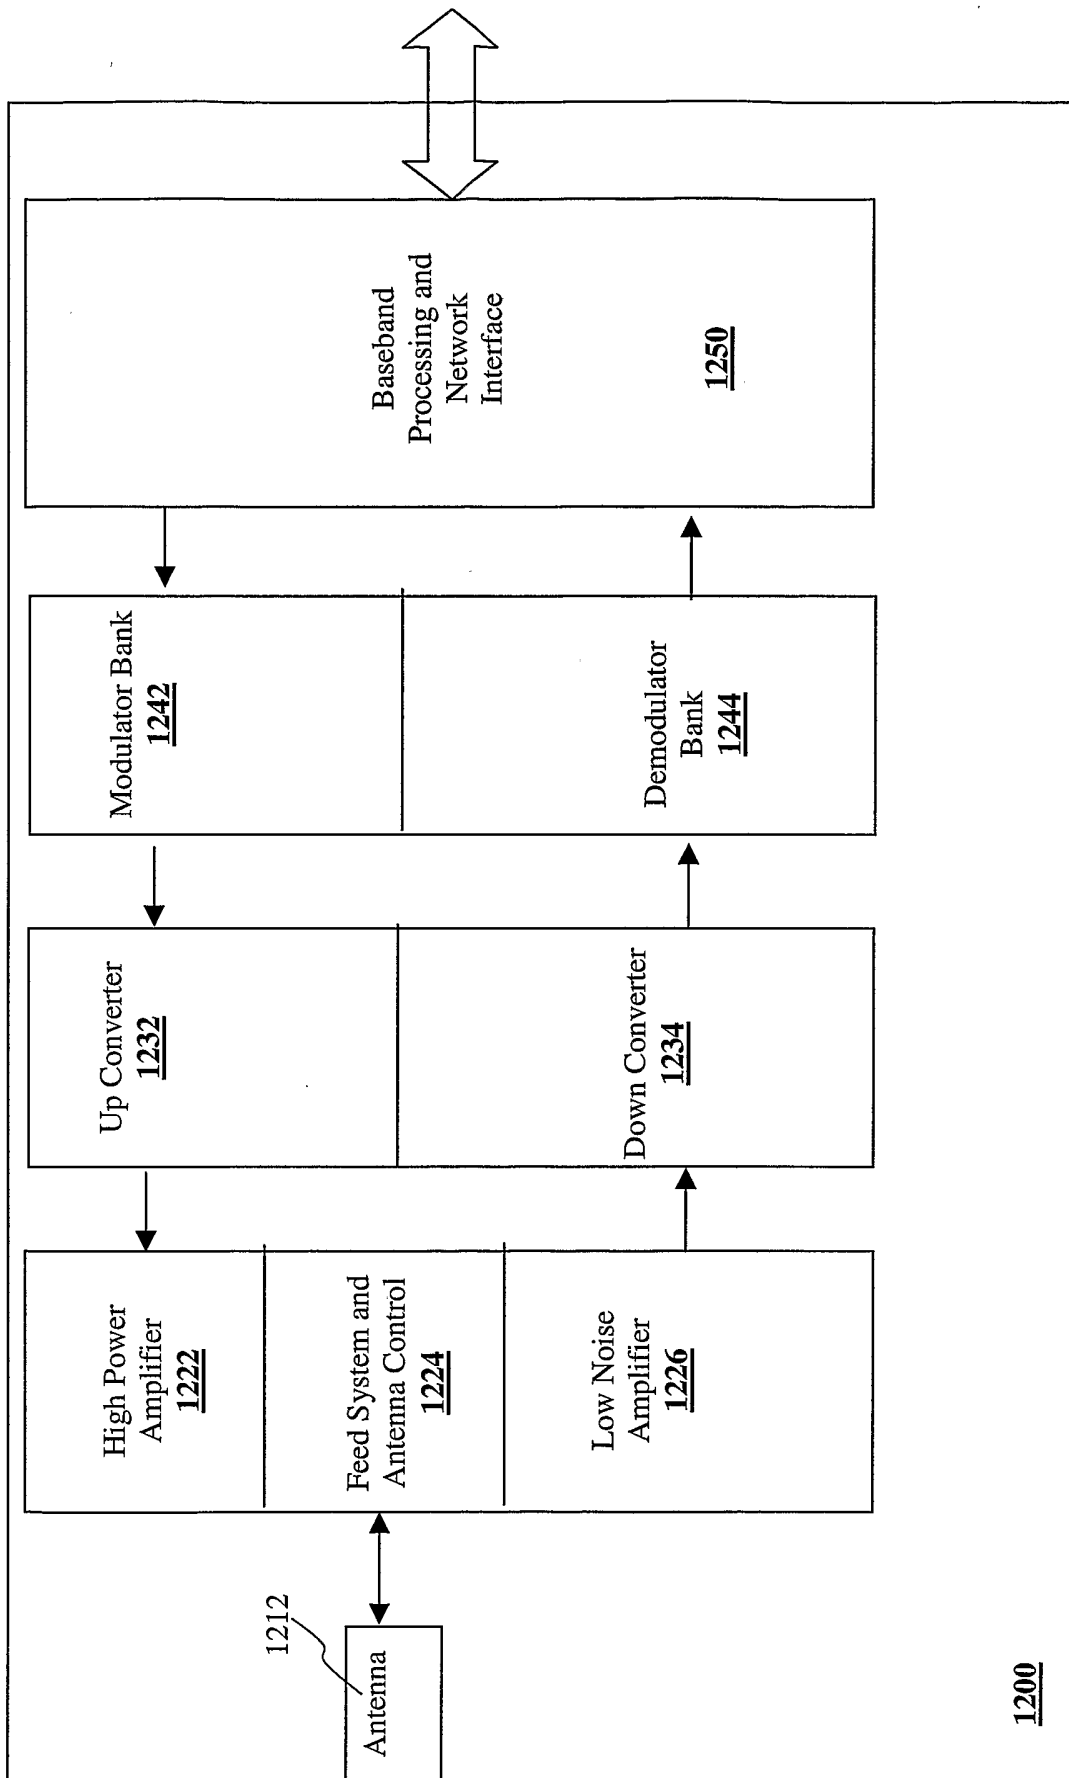 Antenna
1212
High Power
Amplifier
1222
Feed System and
Antenna Control
1224
Low Noise
Amplifier
1226
Up Converter
1232
Down Converter
1234
Modulator Bank
1242
Demodulator
Bank
1244
Baseband
Processing and
Network
Interface
1250
1200